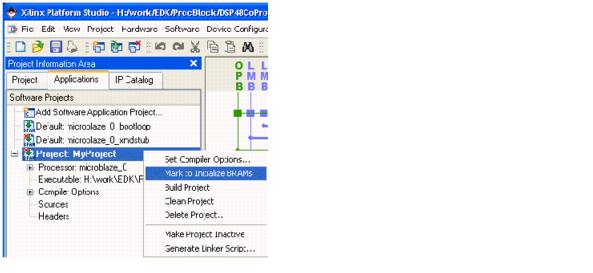 Xilinx Platform Studio - H:/work/EDK/ProcBlock/DSP48CoPro
File Edit View Project Hardware Software Device Configura
Project Information Area
Project Applications IP Catalog
Software Projects
Add Software Application Project...
Default: microblaze_0_bootloop
Default: microblaze_0_xmdstub
Project: MyProject
Processor: microblaze_0
Executable: H:\work\EDK\F
Compiler Options
Sources
Headers
Set Compiler Options...
Mark to Initialize BRAMs
Build Project
Clean Project
Delete Project...
Make Project Inactive
Generate Linker Script...
O L L
P M M
B B B